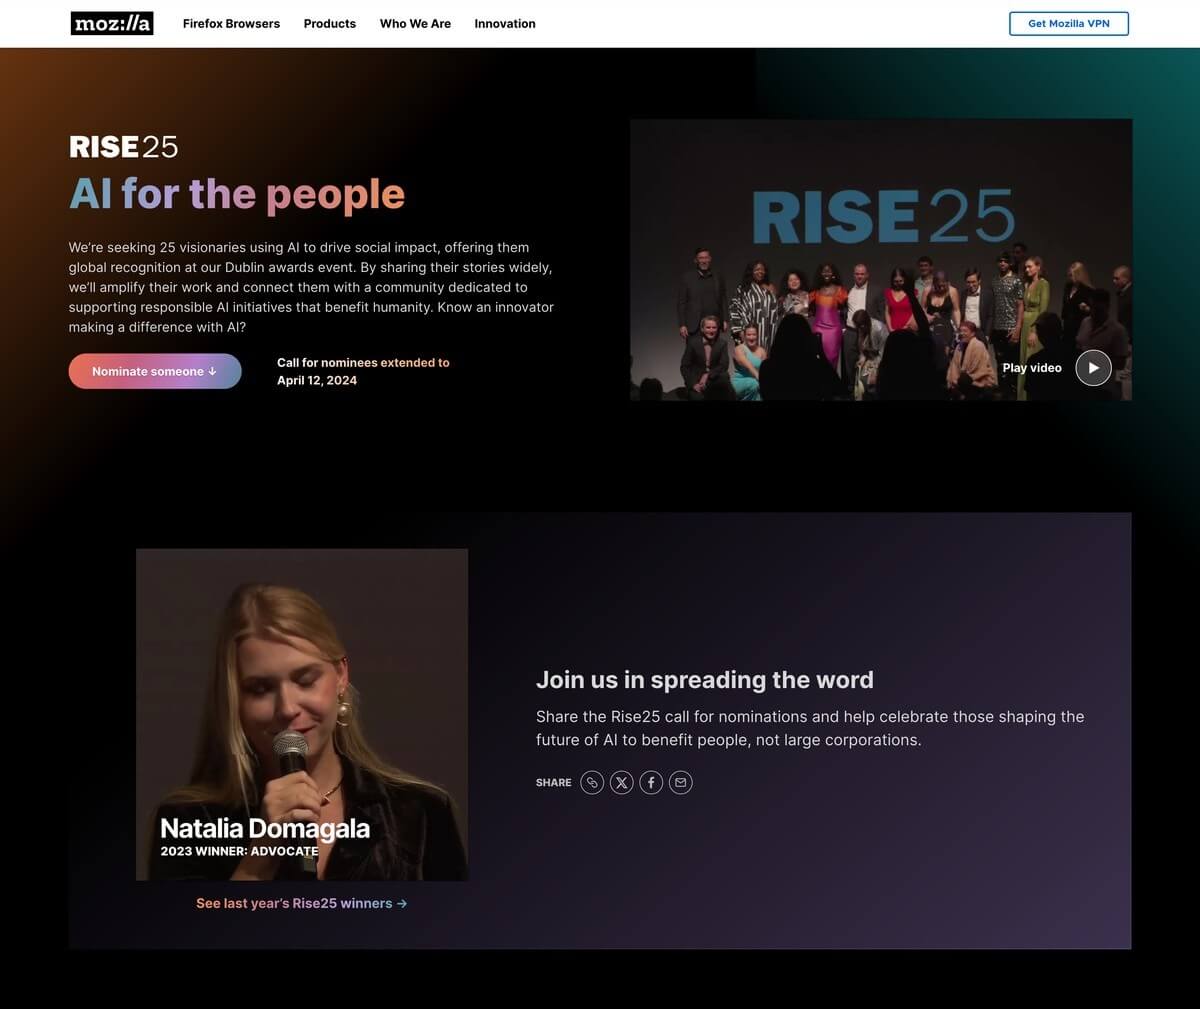 moz://a
Firefox Browsers
Products
Who We Are
Innovation
Get Mozilla VPN
RISE25
AI for the people
We’re seeking 25 visionaries using AI to drive social impact, offering them
global recognition at our Dublin awards event. By sharing their stories widely,
we’ll amplify their work and connect them with a community dedicated to
supporting responsible AI initiatives that benefit humanity. Know an innovator
making a difference with AI?
Nominate someone ↓
Call for nominees extended to
April 12, 2024
RISE25
Play video
Natalia Domagala
2023 WINNER: ADVOCATE
See last year’s Rise25 winners →
Join us in spreading the word
Share the Rise25 call for nominations and help celebrate those shaping the
future of AI to benefit people, not large corporations.
SHARE